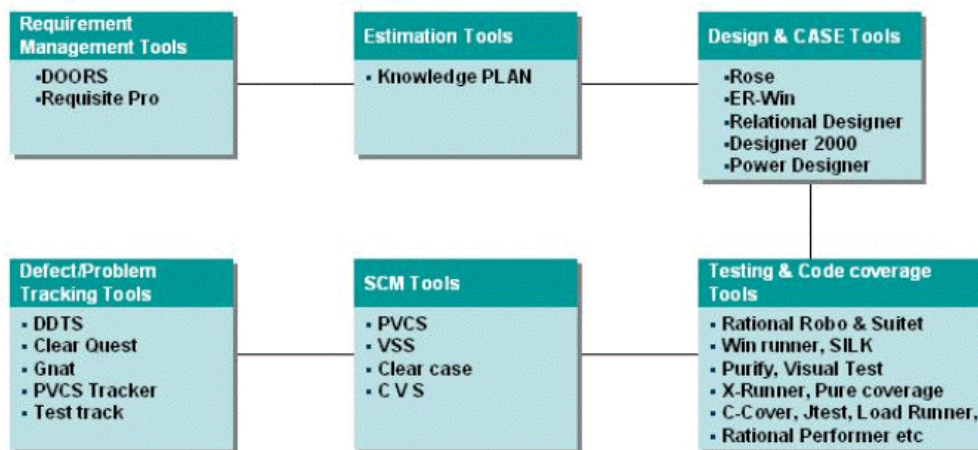 Requirement
Management Tools
▪DOORS
▪Requisite Pro
Estimation Tools
▪ Knowledge PLAN
Design & CASE Tools
▪Rose
▪ER-Win
▪Relational Designer
▪Designer 2000
▪Power Designer
Defect/Problem
Tracking Tools
▪ DDTS
▪ Clear Quest
▪ Gnat
▪ PVCS Tracker
▪ Test track
SCM Tools
▪ PVCS
▪ VSS
▪ Clear case
▪ C V S
Testing & Code coverage
Tools
▪ Rational Robo & Suitet
▪ Win runner, SILK
▪ Purify, Visual Test
▪ X-Runner, Pure coverage
▪ C-Cover, Jtest, Load Runner,
▪ Rational Performer etc